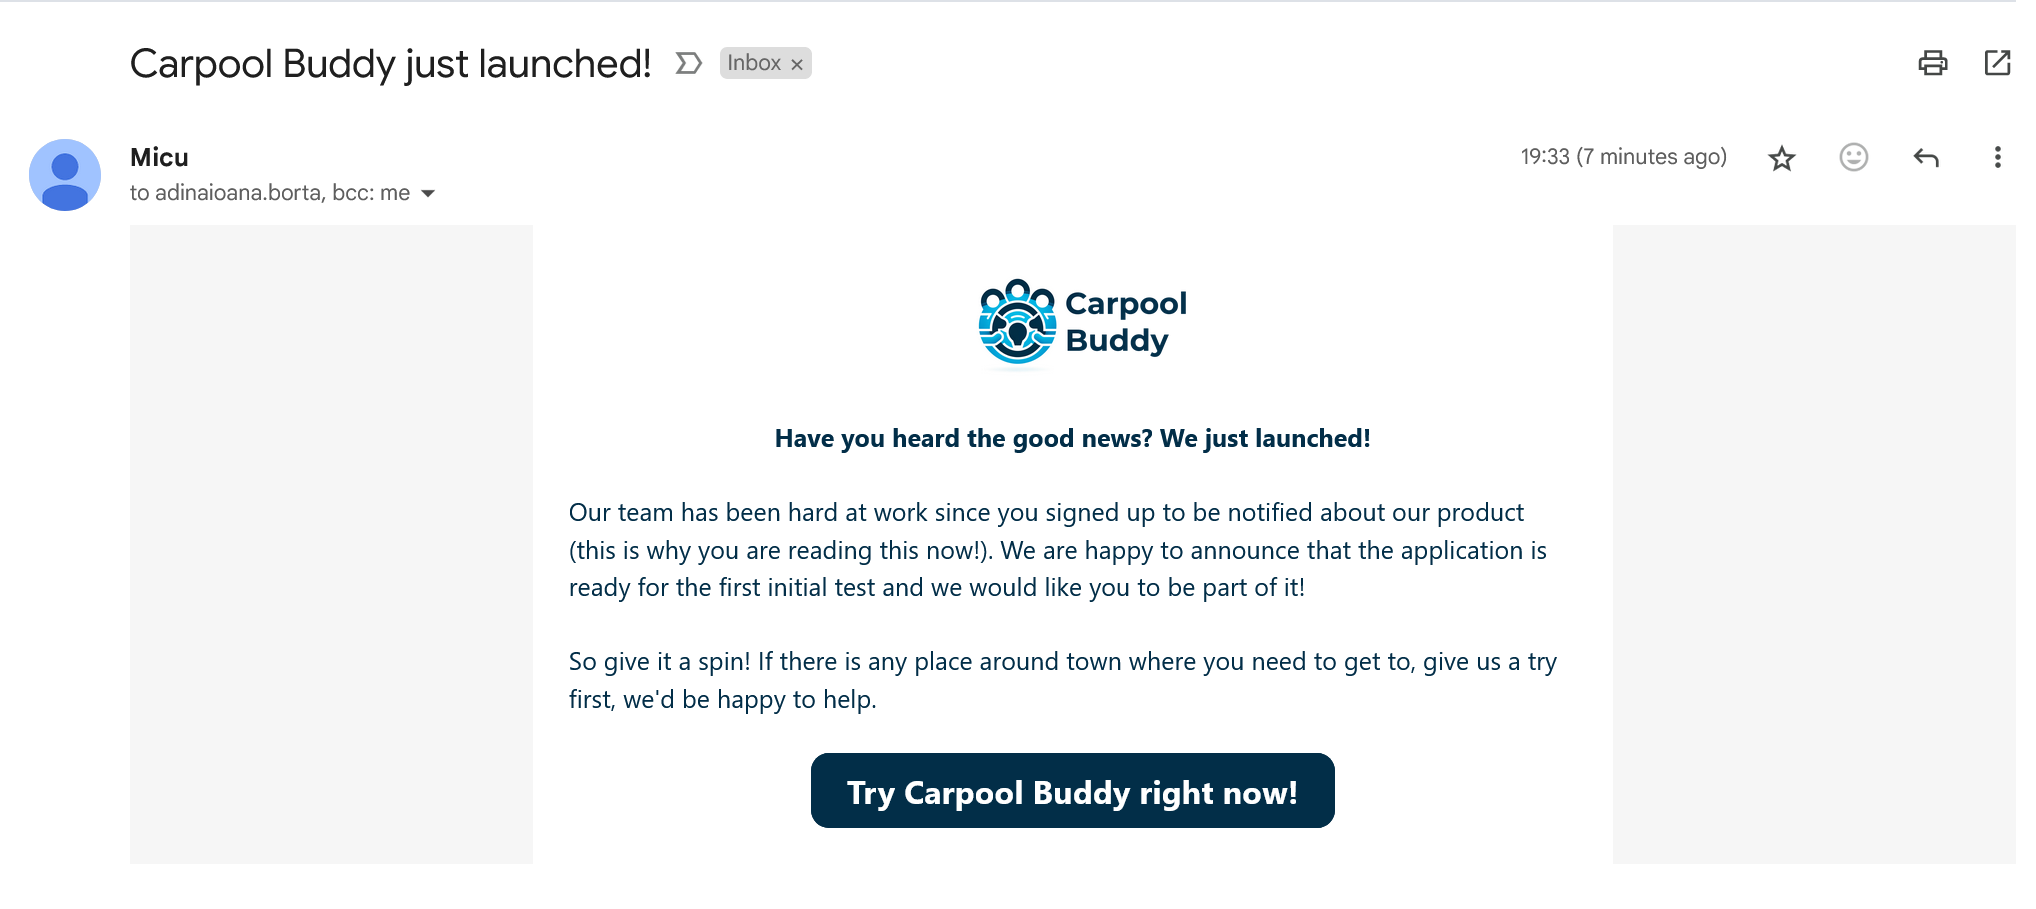 Carpool Buddy just launched! Inbox ×
Micu 19:33 (7 minutes ago)
to adinaioana.borta, bcc: me
Carpool
Buddy
Have you heard the good news? We just launched!
Our team has been hard at work since you signed up to be notified about our product
(this is why you are reading this now!). We are happy to announce that the application is
ready for the first initial test and we would like you to be part of it!
So give it a spin! If there is any place around town where you need to get to, give us a try
first, we'd be happy to help.
Try Carpool Buddy right now!